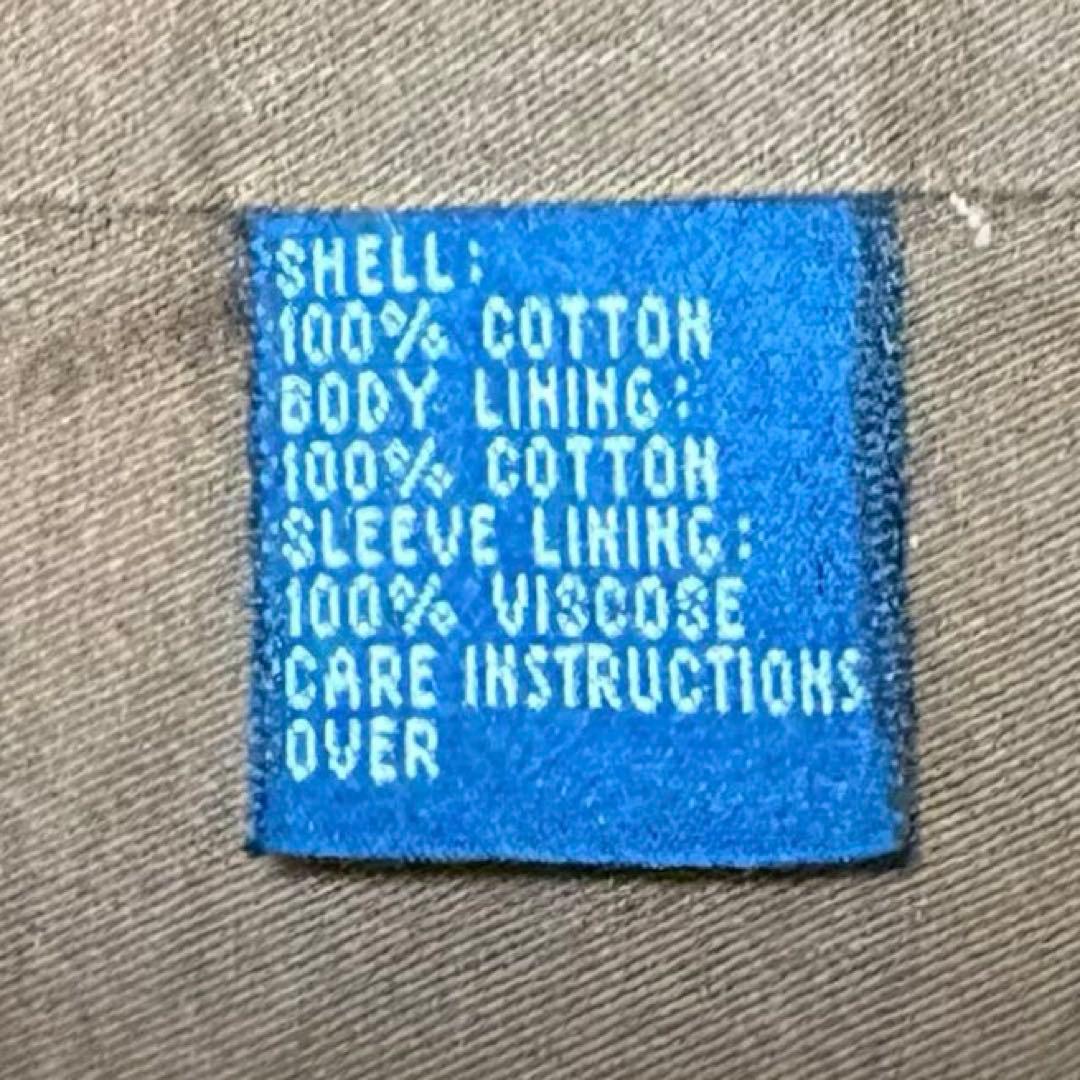 SHELL:
100% COTTON
BODY LINING:
100% COTTON
SLEEVE LINING:
100% VISCOSE
CARE INSTRUCTIONS
OVER